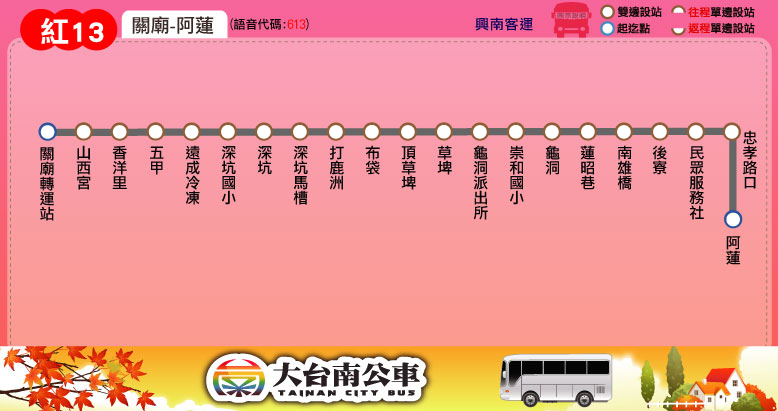 紅13
關廟-阿蓮
(語音代碼:613)
興南客運
雙邊設站
往程單邊設站
起迄點
返程單邊設站
關廟轉運站
山西宮
香洋里
五甲
遠成冷凍
深坑國小
深坑
深坑馬槽
打鹿洲
布袋
頂草埤
草埤
龜洞派出所
崇和國小
龜洞
蓮昭巷
南雄橋
後寮
民眾服務社
忠孝路口
阿蓮
大台南公車
TAINAN CITY BUS